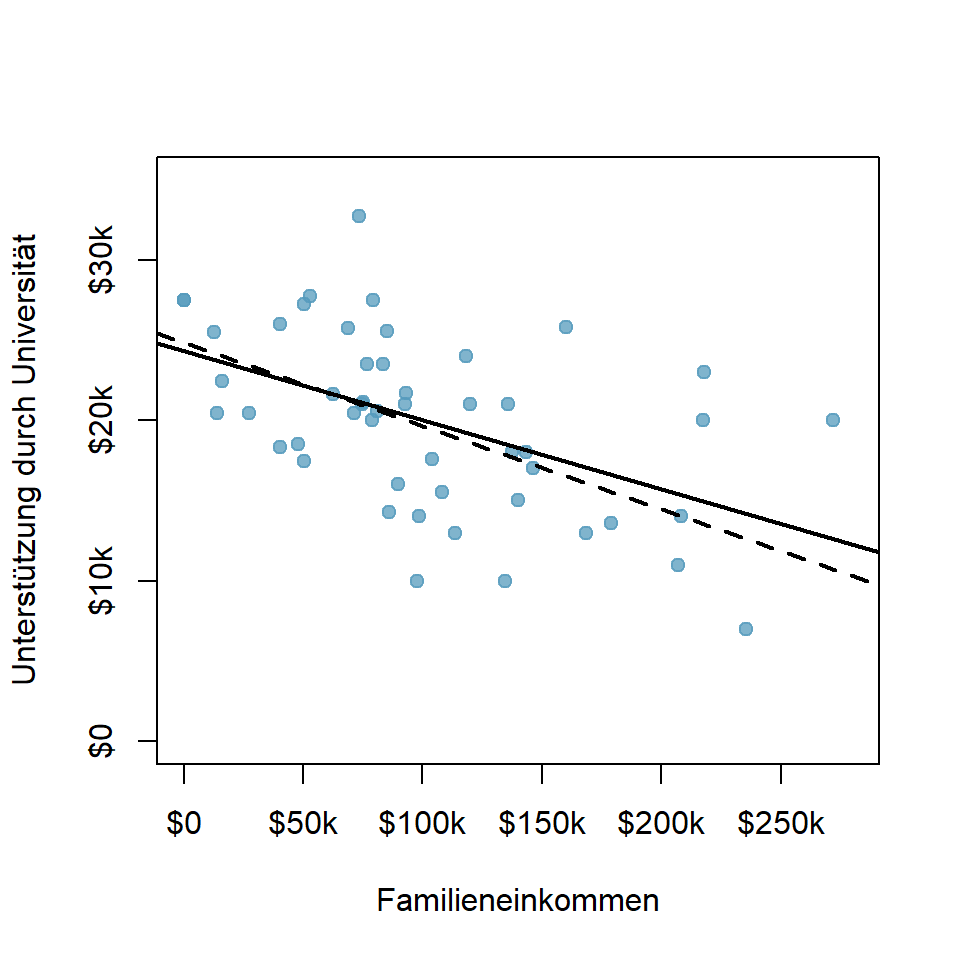 Unterstützung durch Universität
$30k
$20k
$10k
$0
$0 $50k $100k $150k $200k $250k
Familieneinkommen